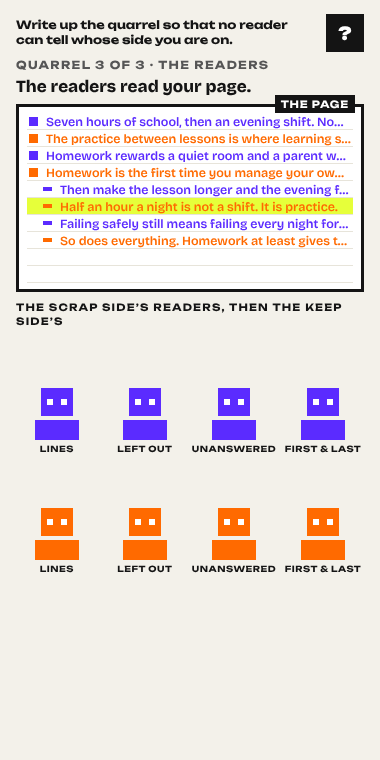 Write up the quarrel so that no reader
can tell whose side you are on.
?
QUARREL 3 OF 3 · THE READERS
The readers read your page.
THE PAGE
Seven hours of school, then an evening shift. No...
The practice between lessons is where learning s...
Homework rewards a quiet room and a parent w...
Homework is the first time you manage your ow...
Then make the lesson longer and the evening f...
Half an hour a night is not a shift. It is practice.
Failing safely still means failing every night for...
So does everything. Homework at least gives t...
THE SCRAP SIDE'S READERS, THEN THE KEEP
SIDE'S
LINES LEFT OUT UNANSWERED FIRST & LAST
LINES LEFT OUT UNANSWERED FIRST & LAST